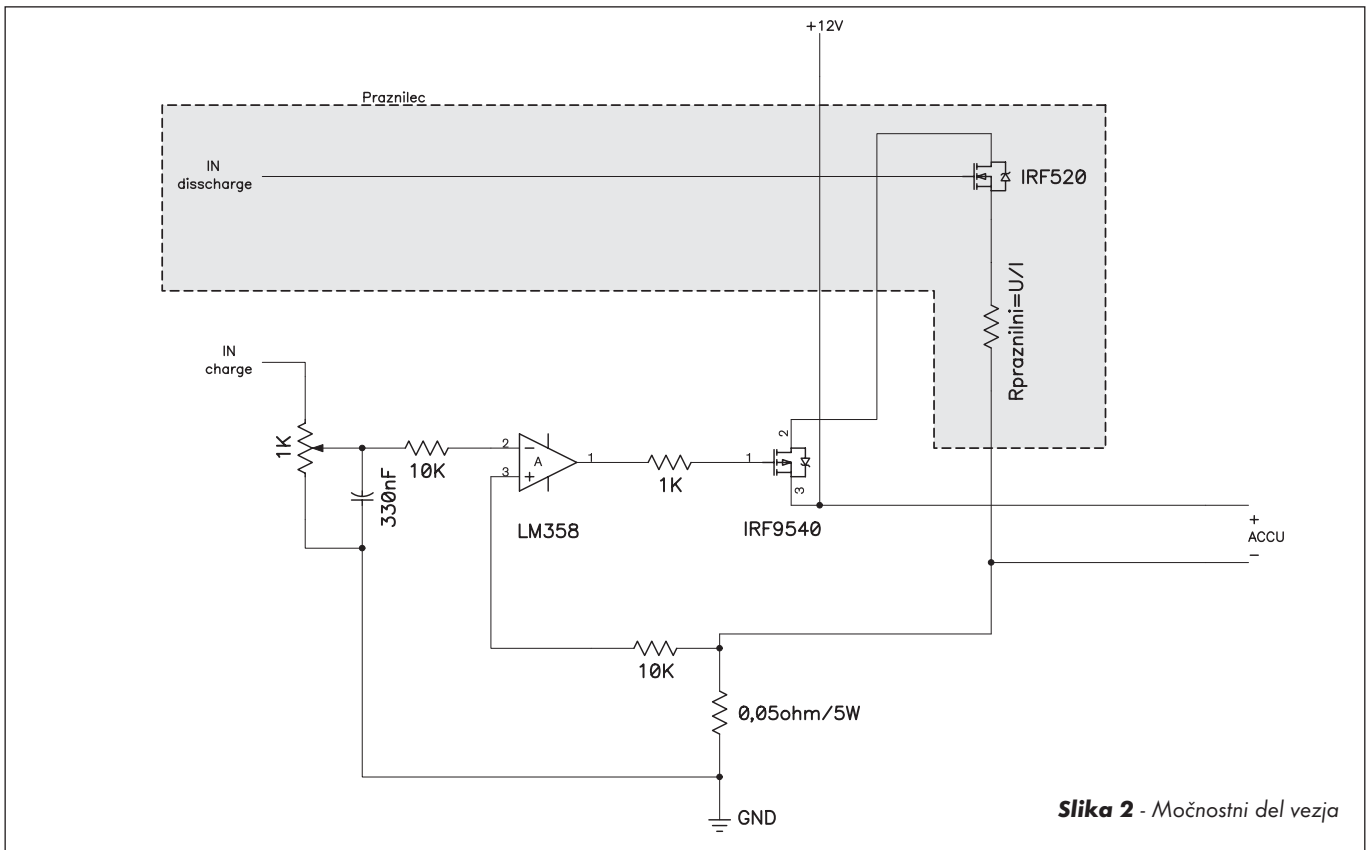 +12V
Praznilec
IN
disscharge
IRF520
Rpraznilni=U/I
IN
charge
1K
330nF
10K
2
3
A
1
LM358
1K
1
2
3
IRF9540
+
ACCU
−
10K
0,05ohm/5W
GND
Slika 2 - Močnostni del vezja